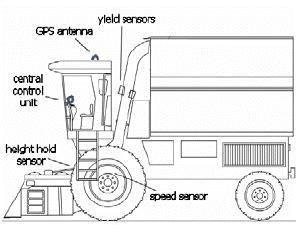 yield sensors
GPS antenna
central
control
unit
height hold
sensor
speed sensor